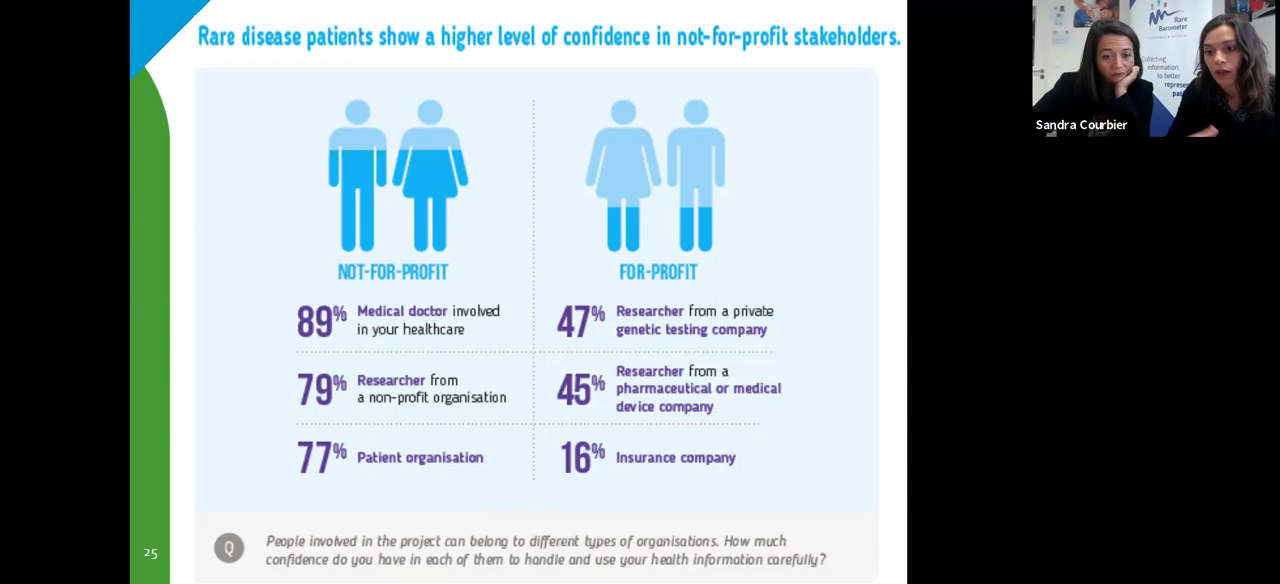 Rare disease patients show a higher level of confidence in not-for-profit stakeholders.
NOT-FOR-PROFIT
89% Medical doctor involved
in your healthcare
79% Researcher from
a non-profit organisation
77% Patient organisation
FOR-PROFIT
47% Researcher from a private
genetic testing company
45% Researcher from a
pharmaceutical or medical
device company
16% Insurance company
Q
People involved in the project can belong to different types of organisations. How much
confidence do you have in each of them to handle and use your health information carefully?
25
Rare
Barometer
Collecting
information
to better
represent
Sandra Courbier